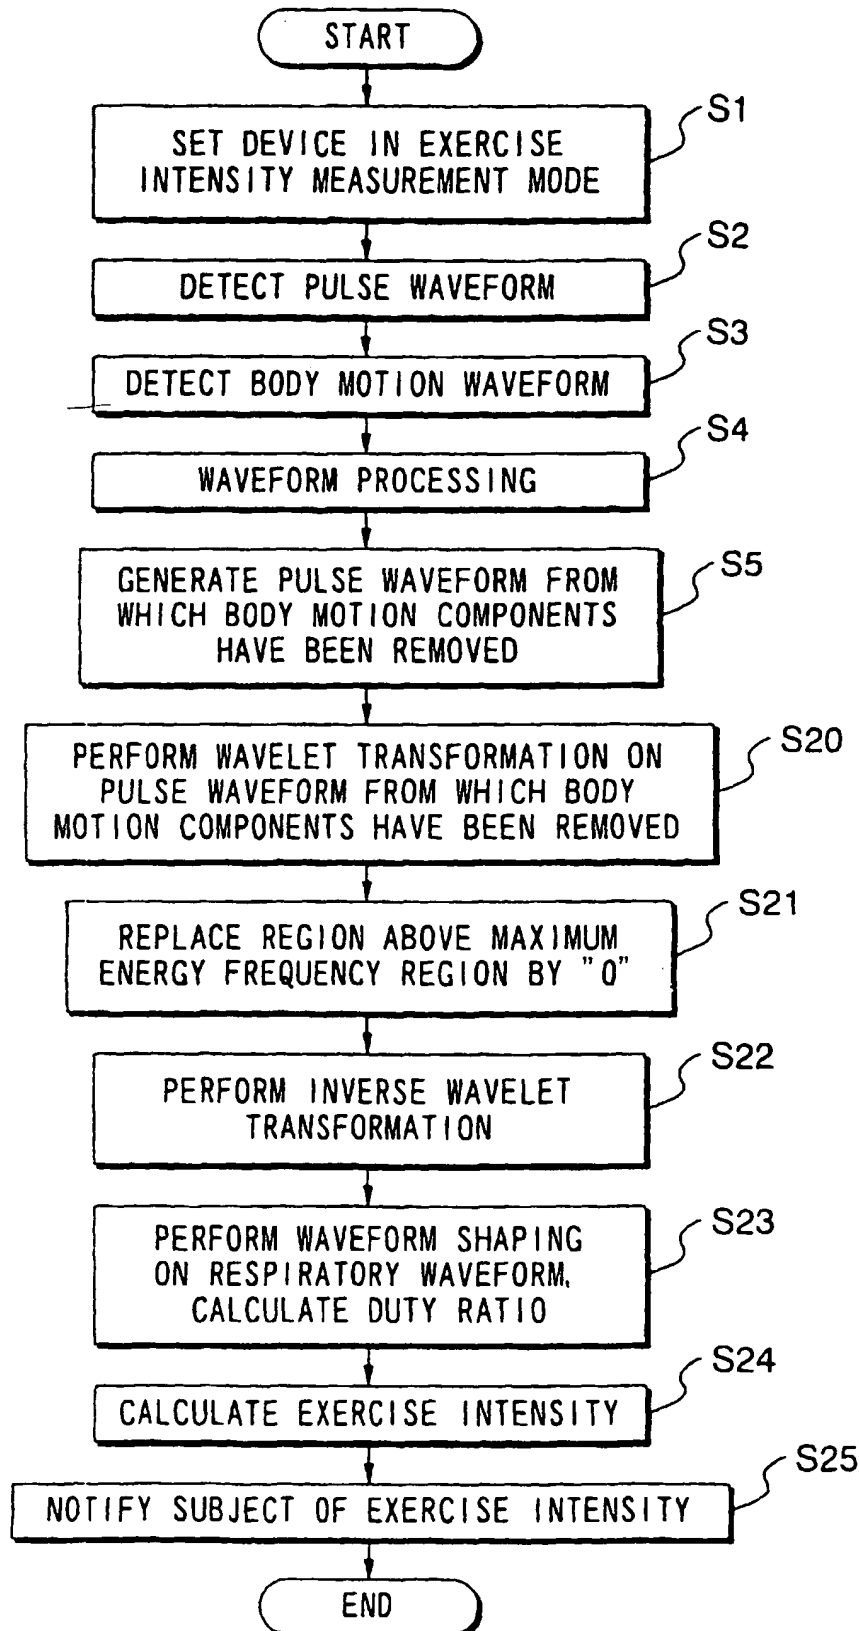 START
S1
SET DEVICE IN EXERCISE
INTENSITY MEASUREMENT MODE
S2
DETECT PULSE WAVEFORM
S3
DETECT BODY MOTION WAVEFORM
S4
WAVEFORM PROCESSING
S5
GENERATE PULSE WAVEFORM FROM
WHICH BODY MOTION COMPONENTS
HAVE BEEN REMOVED
S20
PERFORM WAVELET TRANSFORMATION ON
PULSE WAVEFORM FROM WHICH BODY
MOTION COMPONENTS HAVE BEEN REMOVED
S21
REPLACE REGION ABOVE MAXIMUM
ENERGY FREQUENCY REGION BY "0"
S22
PERFORM INVERSE WAVELET
TRANSFORMATION
S23
PERFORM WAVEFORM SHAPING
ON RESPIRATORY WAVEFORM,
CALCULATE DUTY RATIO
S24
CALCULATE EXERCISE INTENSITY
S25
NOTIFY SUBJECT OF EXERCISE INTENSITY
END